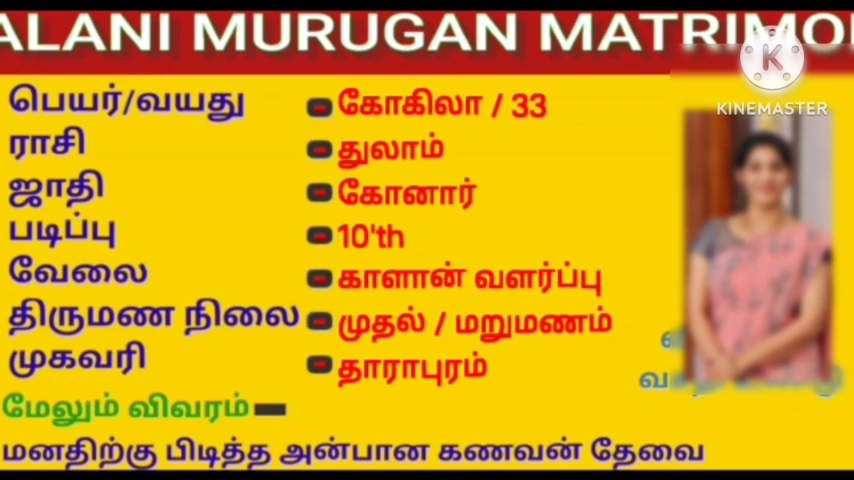 ALANI MURUGAN MATRIMO
KINEMASTER
பெயர்/வயது - கோகிலா / 33
ராசி - துலாம்
ஜாதி - கோனார்
படிப்பு - 10'th
வேலை - காளான் வளர்ப்பு
திருமண நிலை - முதல் / மறுமணம்
முகவரி - தாராபுரம்
மேலும் விவரம் -
மனதிற்கு பிடித்த அன்பான கணவன் தேவை